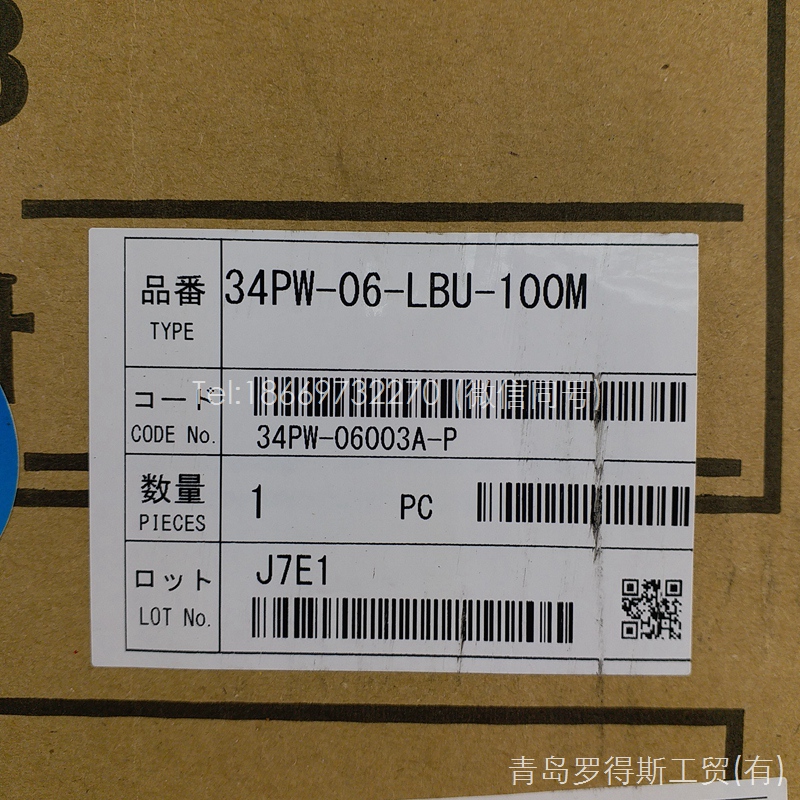 品番 34PW-06-LBU-100M
TYPE
コード
Tel:18669732270 (微信同号)
CODE No. 34PW-06003A-P
数量 1 PC
PIECES
ロット J7E1
LOT No.
青岛罗得斯工贸(有)